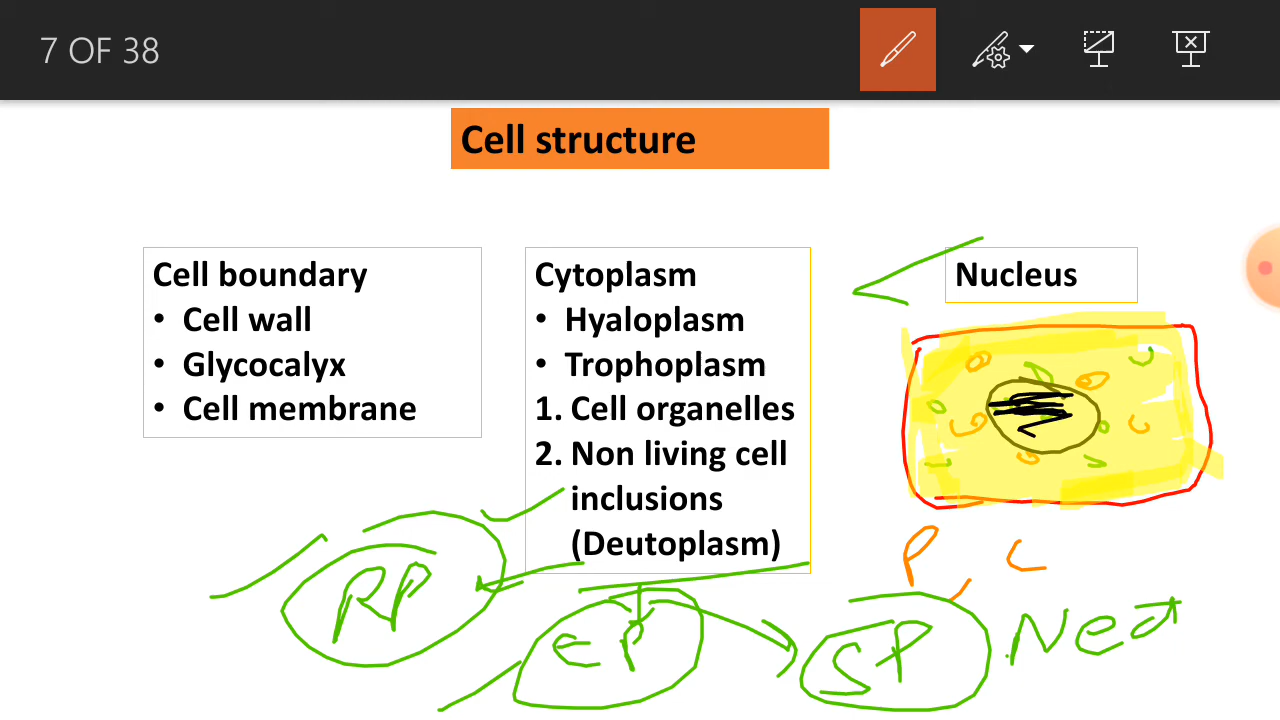 7 OF 38
Cell structure
Cell boundary
• Cell wall
• Glycocalyx
• Cell membrane
Cytoplasm
• Hyaloplasm
• Trophoplasm
1. Cell organelles
2. Non living cell
inclusions
(Deutoplasm)
Nucleus
P, C
RP
EP
SP